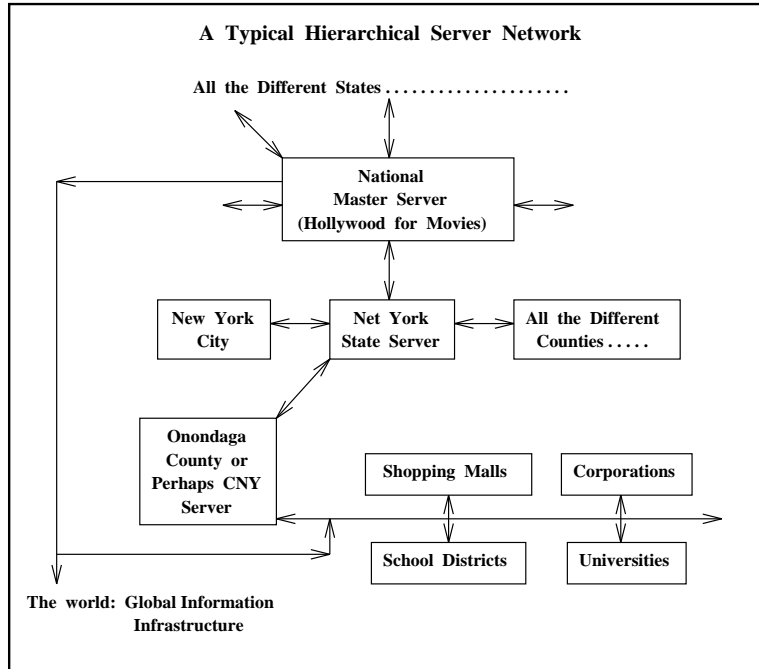 A Typical Hierarchical Server Network
All the Different States . . . . . . . . . . . . . . . . . . . . .
National
Master Server
(Hollywood for Movies)
New York
City
Net York
State Server
All the Different
Counties . . . . .
Onondaga
County or
Perhaps CNY
Server
Shopping Malls
Corporations
School Districts
Universities
The world: Global Information
Infrastructure